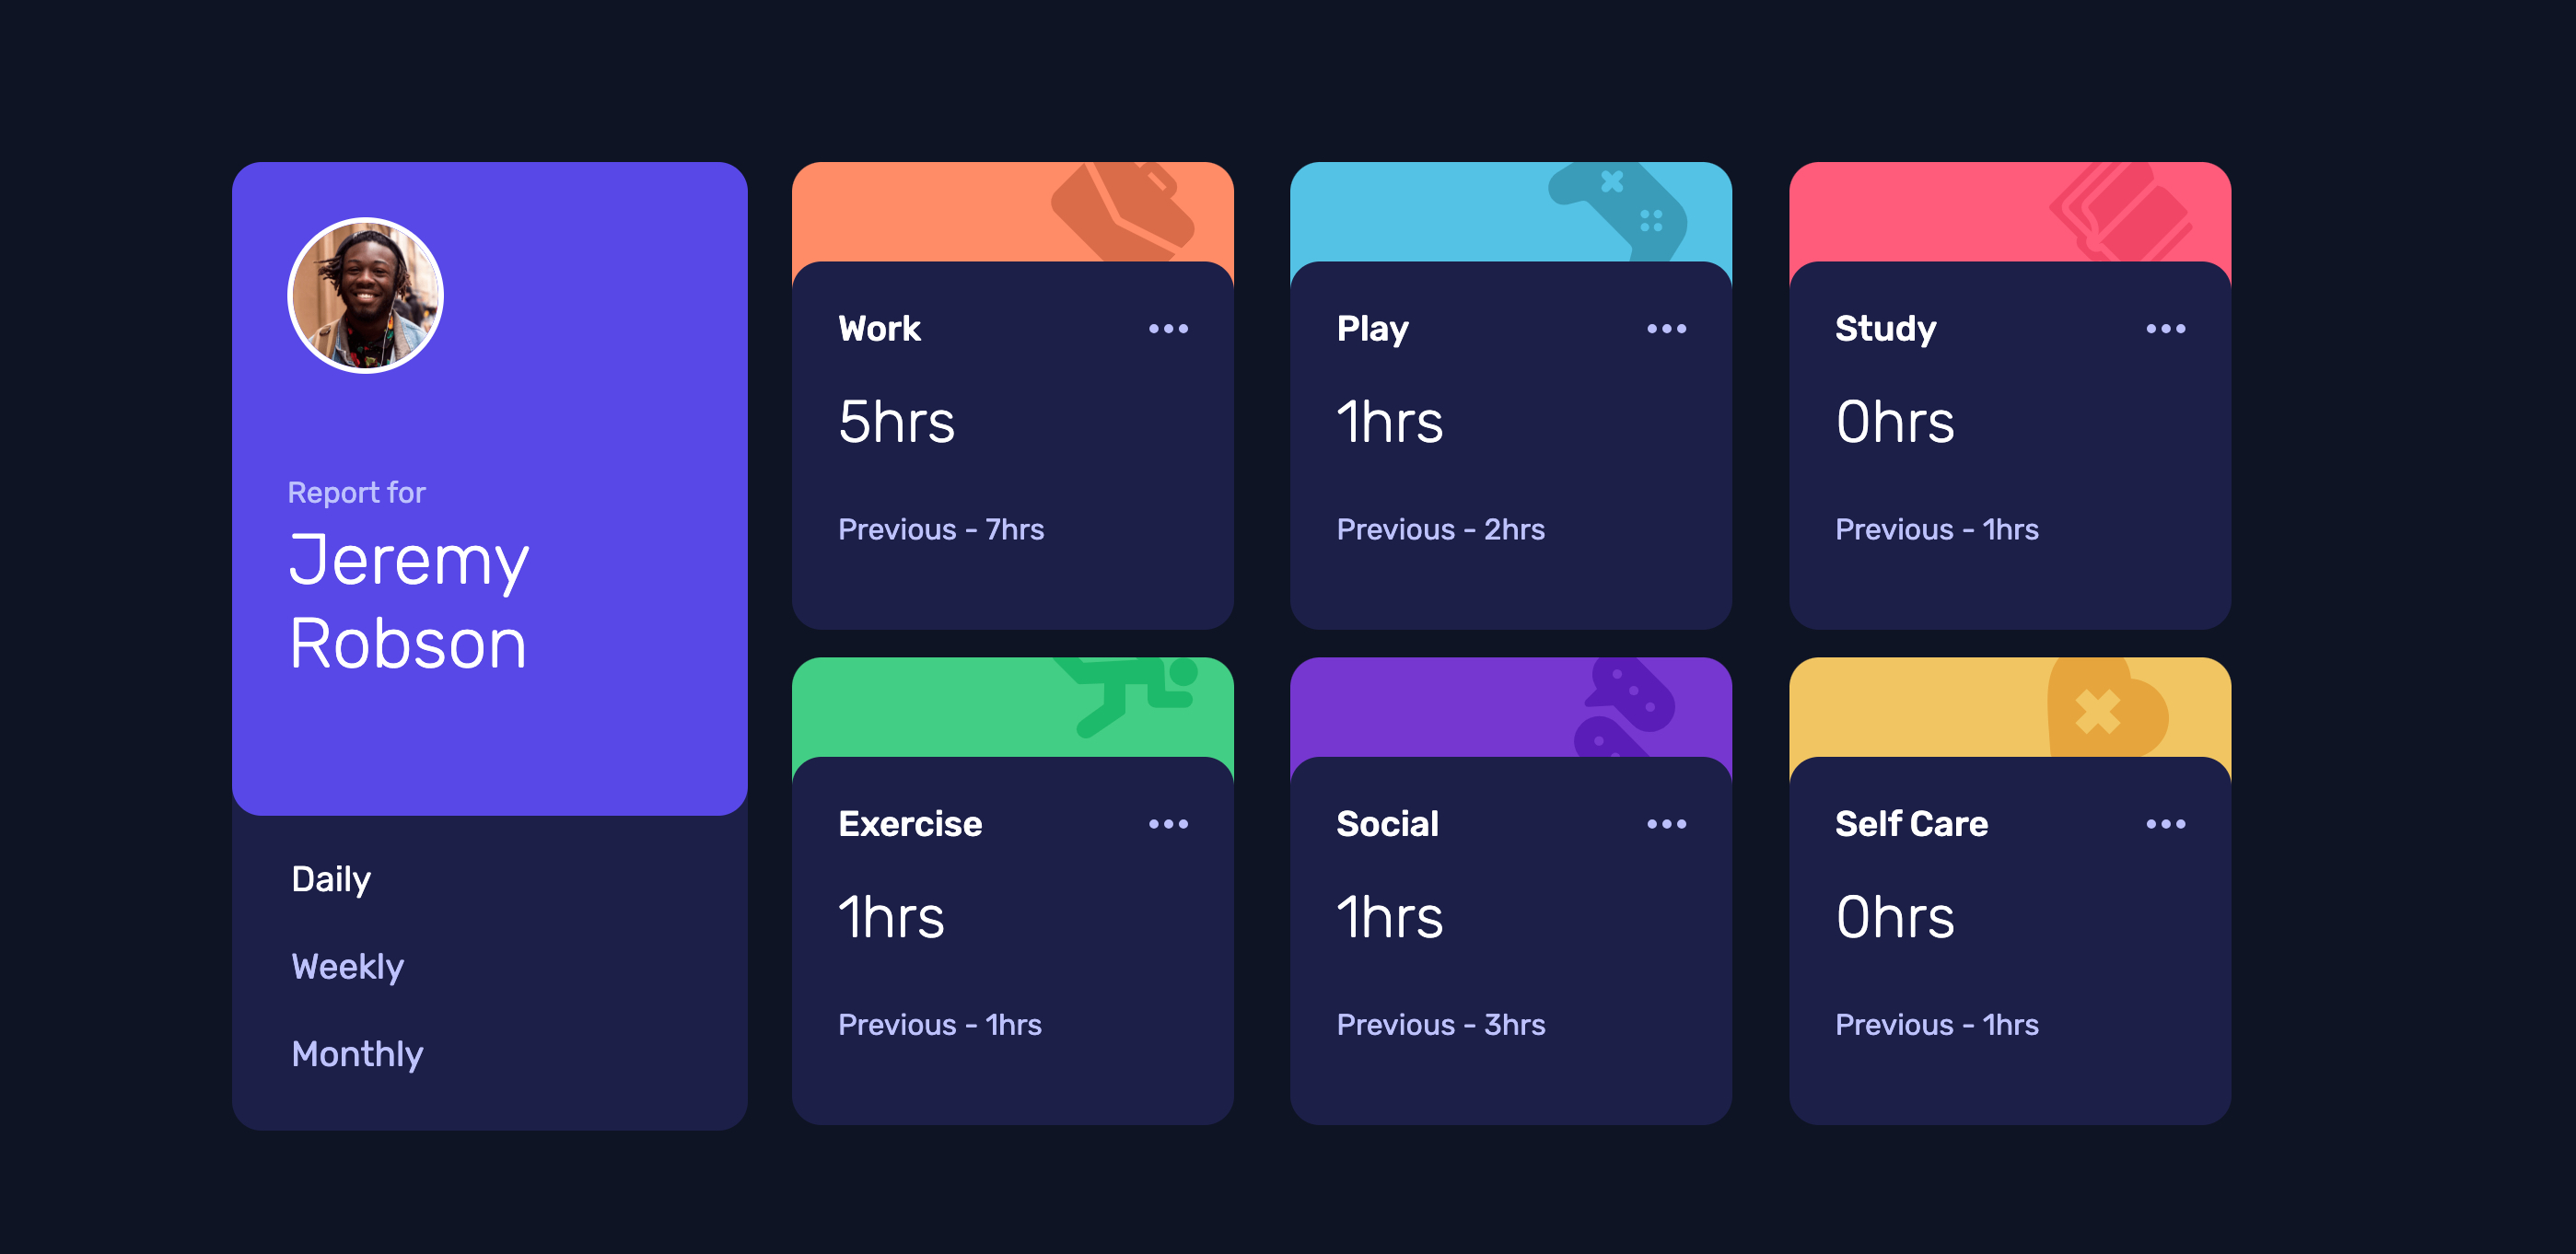 Report for
Jeremy
Robson
Daily
Weekly
Monthly
Work
5hrs
Previous - 7hrs
Play
1hrs
Previous - 2hrs
Study
0hrs
Previous - 1hrs
Exercise
1hrs
Previous - 1hrs
Social
1hrs
Previous - 3hrs
Self Care
0hrs
Previous - 1hrs